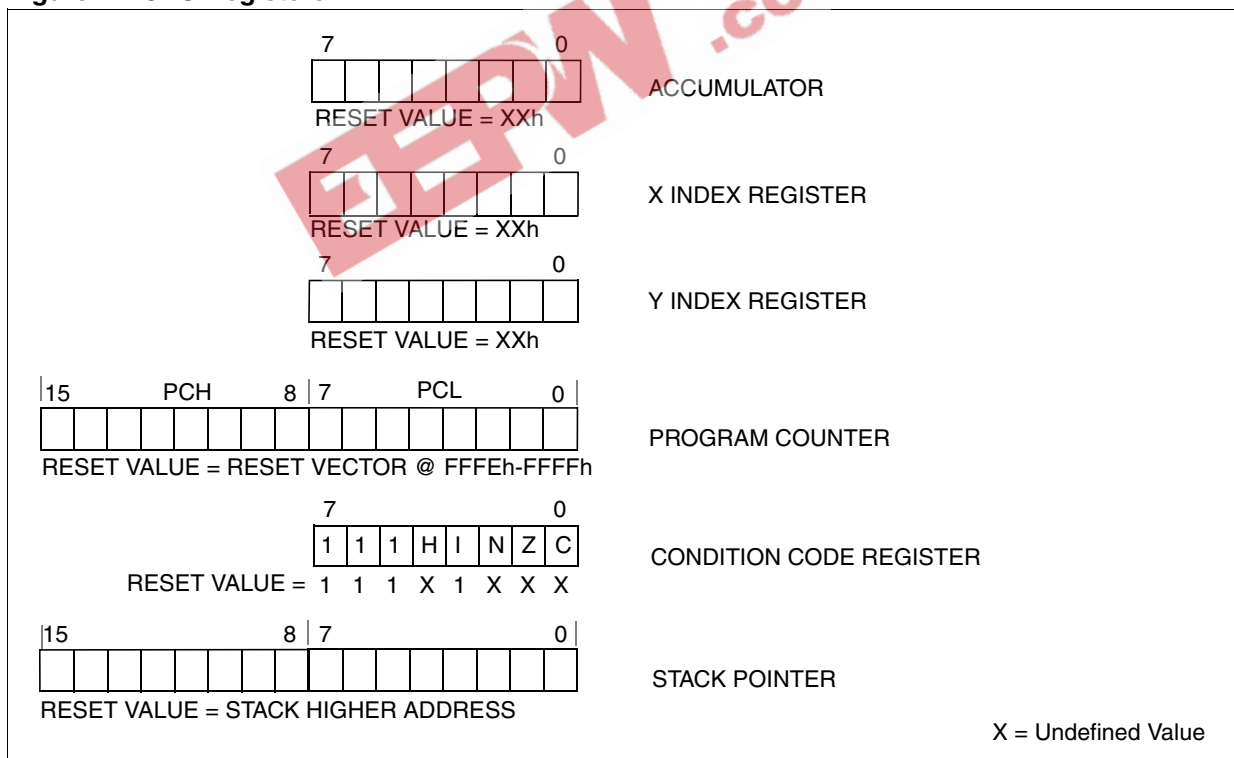 7 0
ACCUMULATOR
RESET VALUE = XXh
7 0
X INDEX REGISTER
RESET VALUE = XXh
7 0
Y INDEX REGISTER
RESET VALUE = XXh
15 PCH 8 7 PCL 0
PROGRAM COUNTER
RESET VALUE = RESET VECTOR @ FFFEh-FFFFh
7 0
1 1 1 H I N Z C
CONDITION CODE REGISTER
RESET VALUE = 1 1 1 X 1 X X X
15 8 7 0
STACK POINTER
RESET VALUE = STACK HIGHER ADDRESS
X = Undefined Value
EEPW